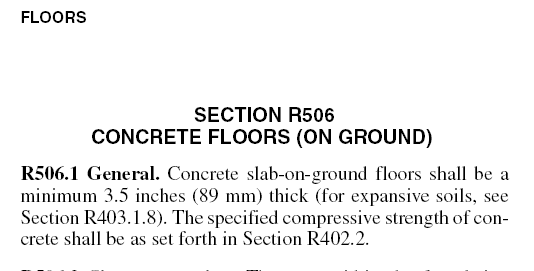 FLOORS
SECTION R506
CONCRETE FLOORS (ON GROUND)
R506.1 General. Concrete slab-on-ground floors shall be a
minimum 3.5 inches (89 mm) thick (for expansive soils, see
Section R403.1.8). The specified compressive strength of con-
crete shall be as set forth in Section R402.2.